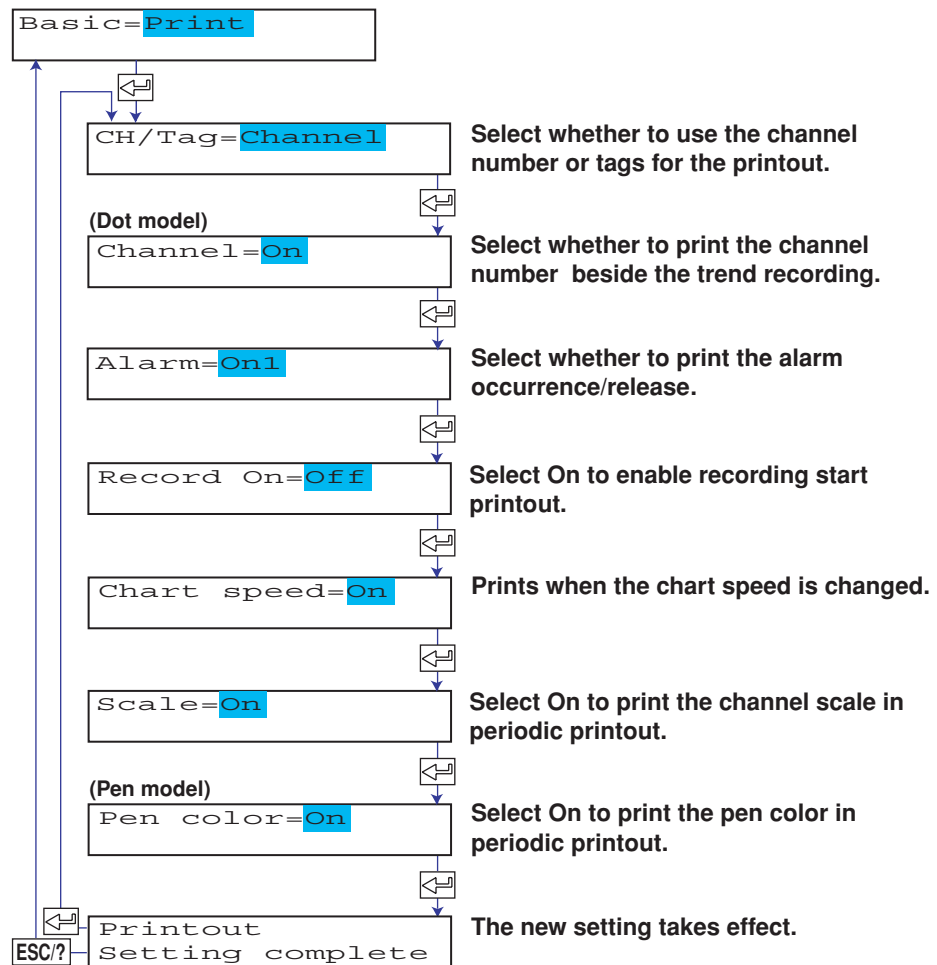 Basic=Print
CH/Tag=Channel
Select whether to use the channel
number or tags for the printout.
(Dot model)
Channel=On
Select whether to print the channel
number beside the trend recording.
Alarm=On1
Select whether to print the alarm
occurrence/release.
Record On=Off
Select On to enable recording start
printout.
Chart speed=On
Prints when the chart speed is changed.
Scale=On
Select On to print the channel scale in
periodic printout.
(Pen model)
Pen color=On
Select On to print the pen color in
periodic printout.
Printout
Setting complete
The new setting takes effect.
ESC/?